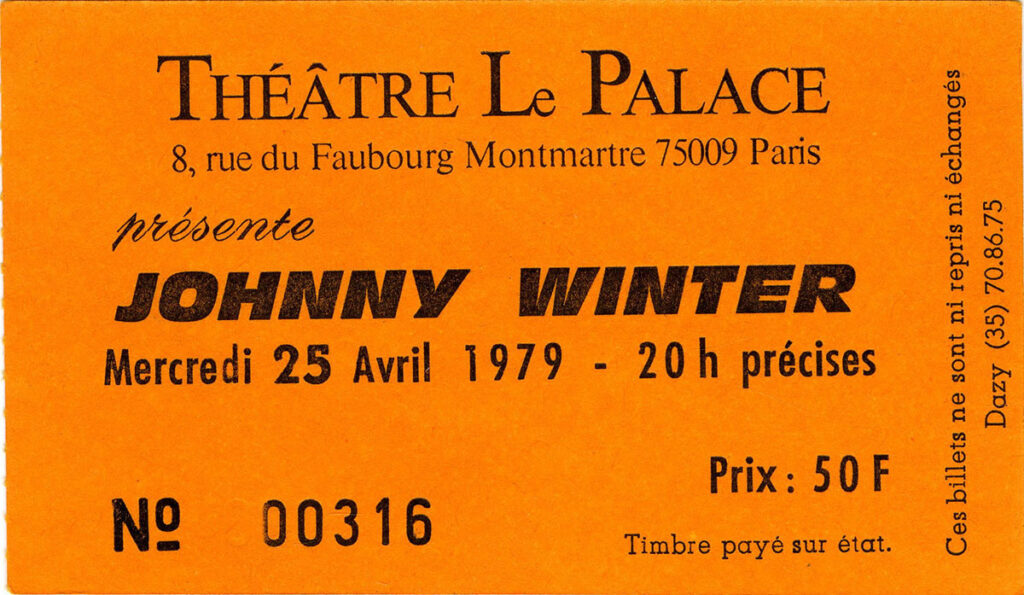 THÉÂTRE Le PALACE
8, rue du Faubourg Montmartre 75009 Paris
présente
JOHNNY WINTER
Mercredi 25 Avril 1979 - 20 h précises
Prix : 50 F
Nº 00316
Timbre payé sur état.
Ces billets ne sont ni repris ni échangés
Dazy (35) 70.86.75